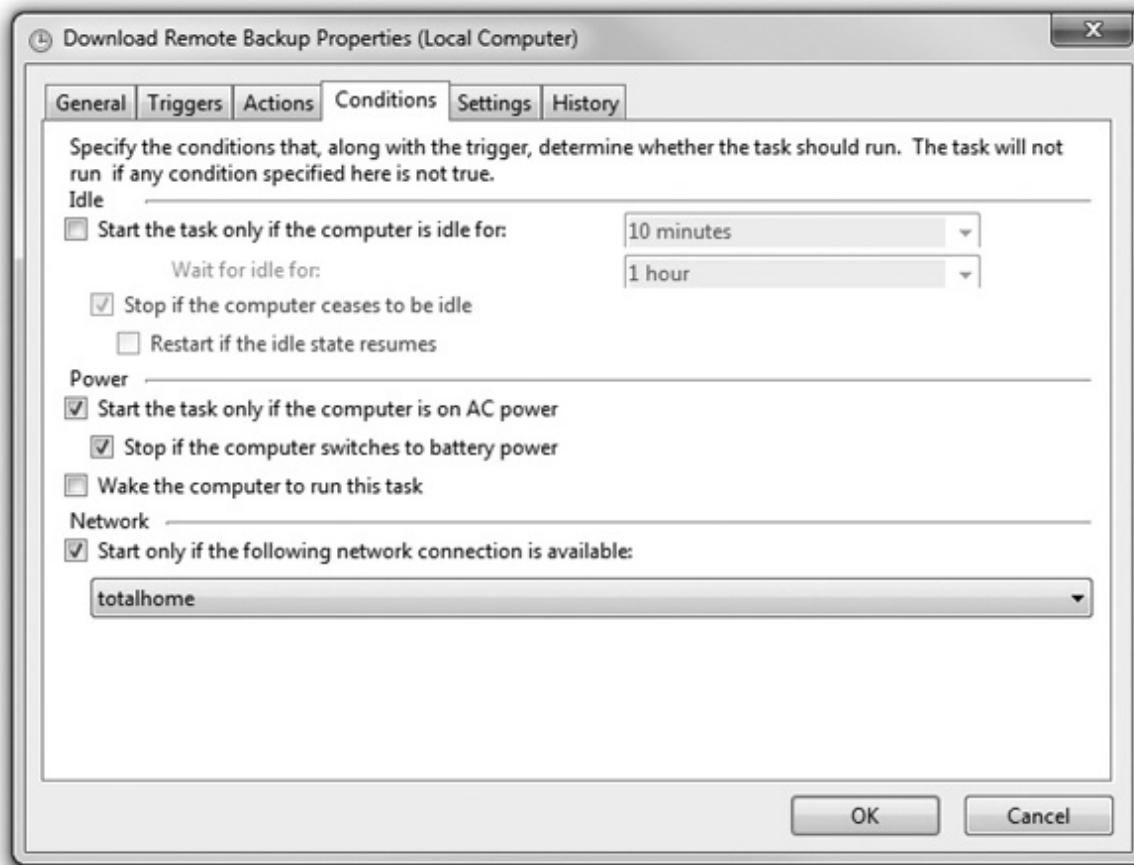 Download Remote Backup Properties (Local Computer)
General Triggers Actions Conditions Settings History
Specify the conditions that, along with the trigger, determine whether the task should run. The task will not
run if any condition specified here is not true.
Idle
Start the task only if the computer is idle for: 10 minutes
Wait for idle for: 1 hour
Stop if the computer ceases to be idle
Restart if the idle state resumes
Power
Start the task only if the computer is on AC power
Stop if the computer switches to battery power
Wake the computer to run this task
Network
Start only if the following network connection is available:
totalhome
OK Cancel